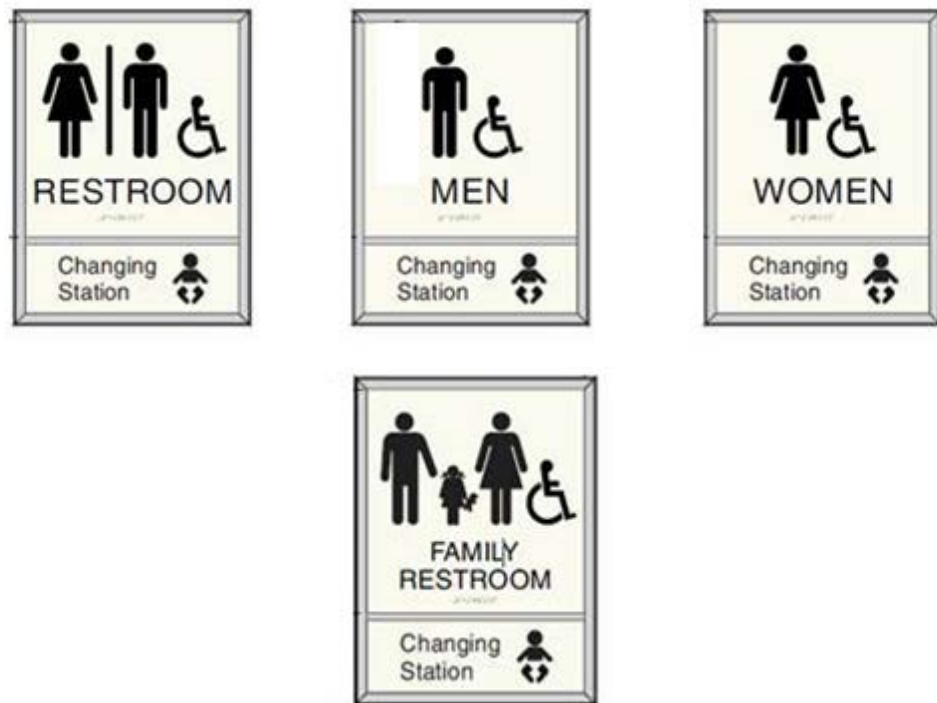 RESTROOM
Changing
Station
MEN
Changing
Station
WOMEN
Changing
Station
FAMILY
RESTROOM
Changing
Station